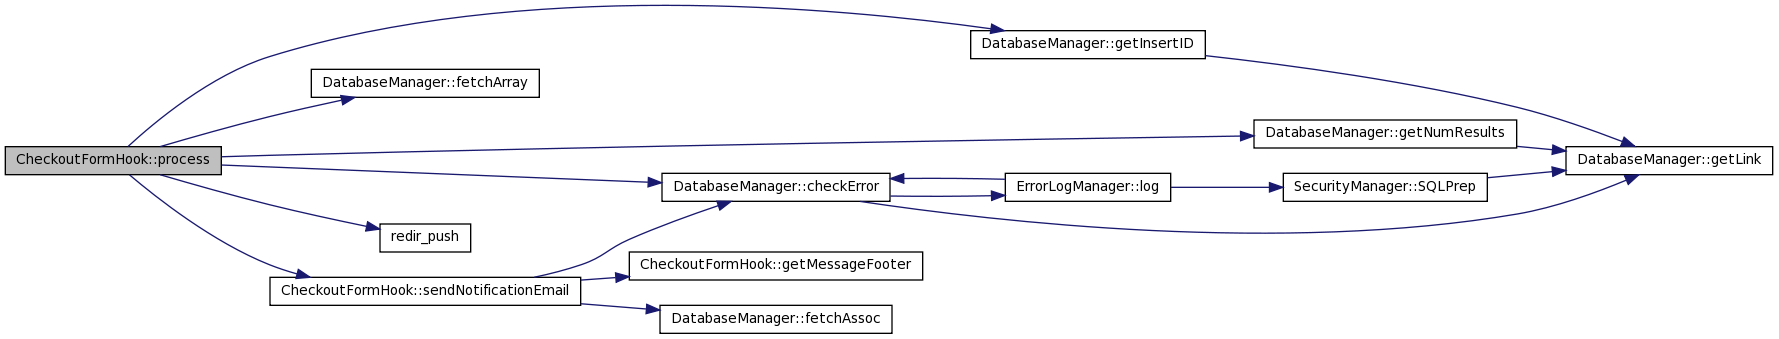 DatabaseManager::getInsertID
DatabaseManager::fetchArray
DatabaseManager::getNumResults
CheckoutFormHook::process
DatabaseManager::getLink
DatabaseManager::checkError
ErrorLogManager::log
SecurityManager::SQLPrep
redir_push
CheckoutFormHook::getMessageFooter
CheckoutFormHook::sendNotificationEmail
DatabaseManager::fetchAssoc